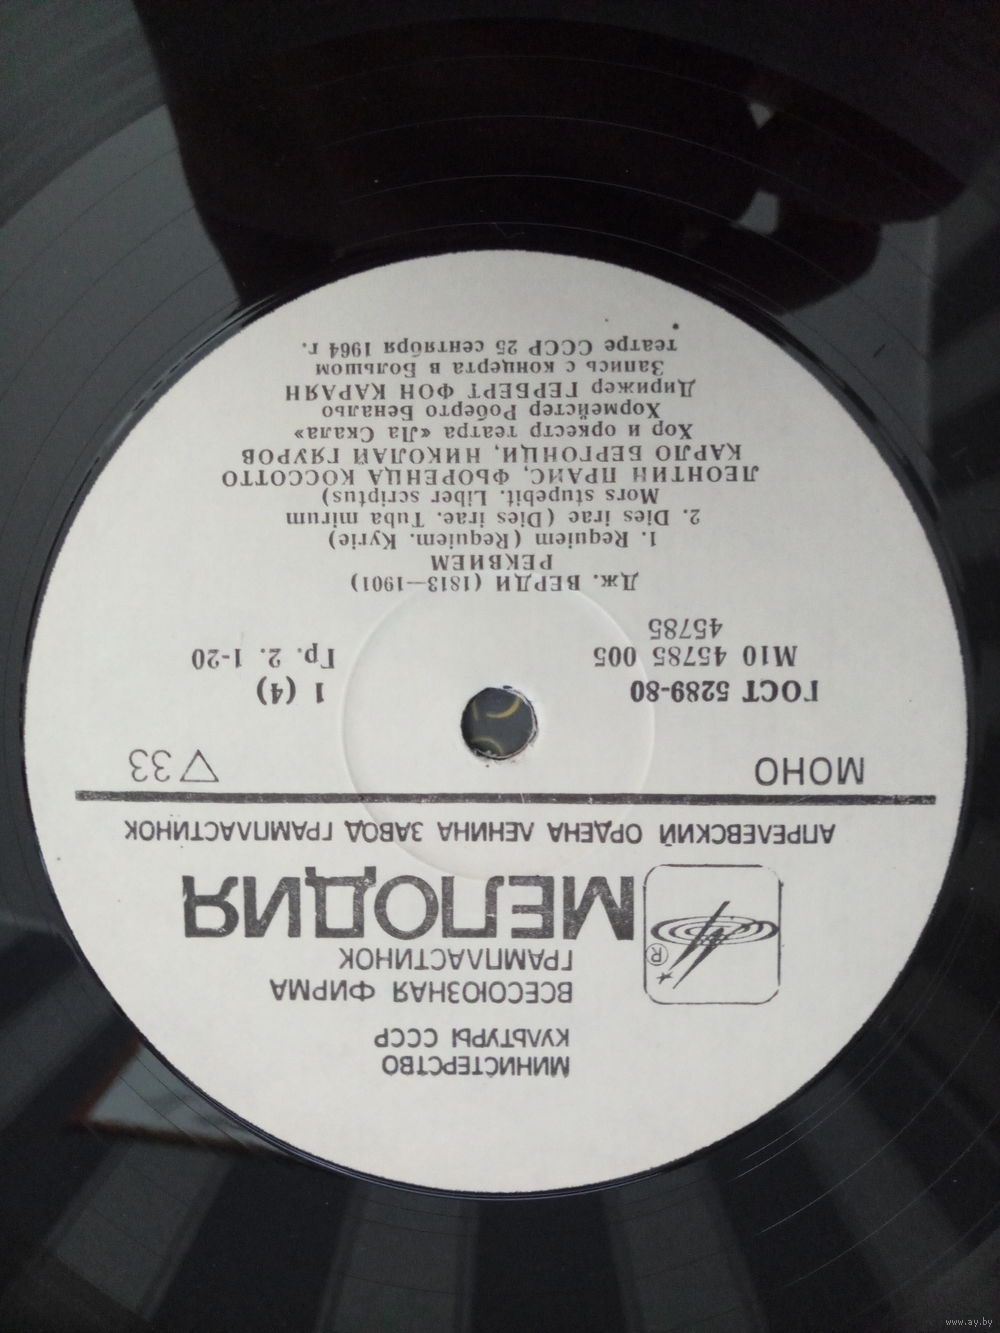 МИНИСТЕРСТВО
КУЛЬТУРЫ СССР
ВСЕСОЮЗНАЯ ФИРМА
ГРАМПЛАСТИНОК
МЕЛОДИЯ
®
АПРЕЛЕВСКИЙ ОРДЕНА ЛЕНИНА ЗАВОД ГРАМПЛАСТИНОК
МОНО ▽33
ГОСТ 5289-80 1 (4)
М10 45785 005 Гр. 2. 1-20
45785
Дж. ВЕРДИ (1813—1901)
РЕКВИЕМ
1. Requiem (Requiem. Kyrie)
2. Dies irae (Dies irae. Tuba mirum
Mors stupebit. Liber scriptus)
ЛЕОНТИН ПРАЙС, ФЬОРЕНЦА КОССОТТО
КАРЛО БЕРГОНЦИ, НИКОЛАЙ ГЯУРОВ
Хор и оркестр театра «Ла Скала»
Хормейстер Роберто Бенальо
Дирижер ГЕРБЕРТ ФОН КАРАЯН
Запись с концерта в Большом
театре СССР 25 сентября 1964 г.
www.ay.by